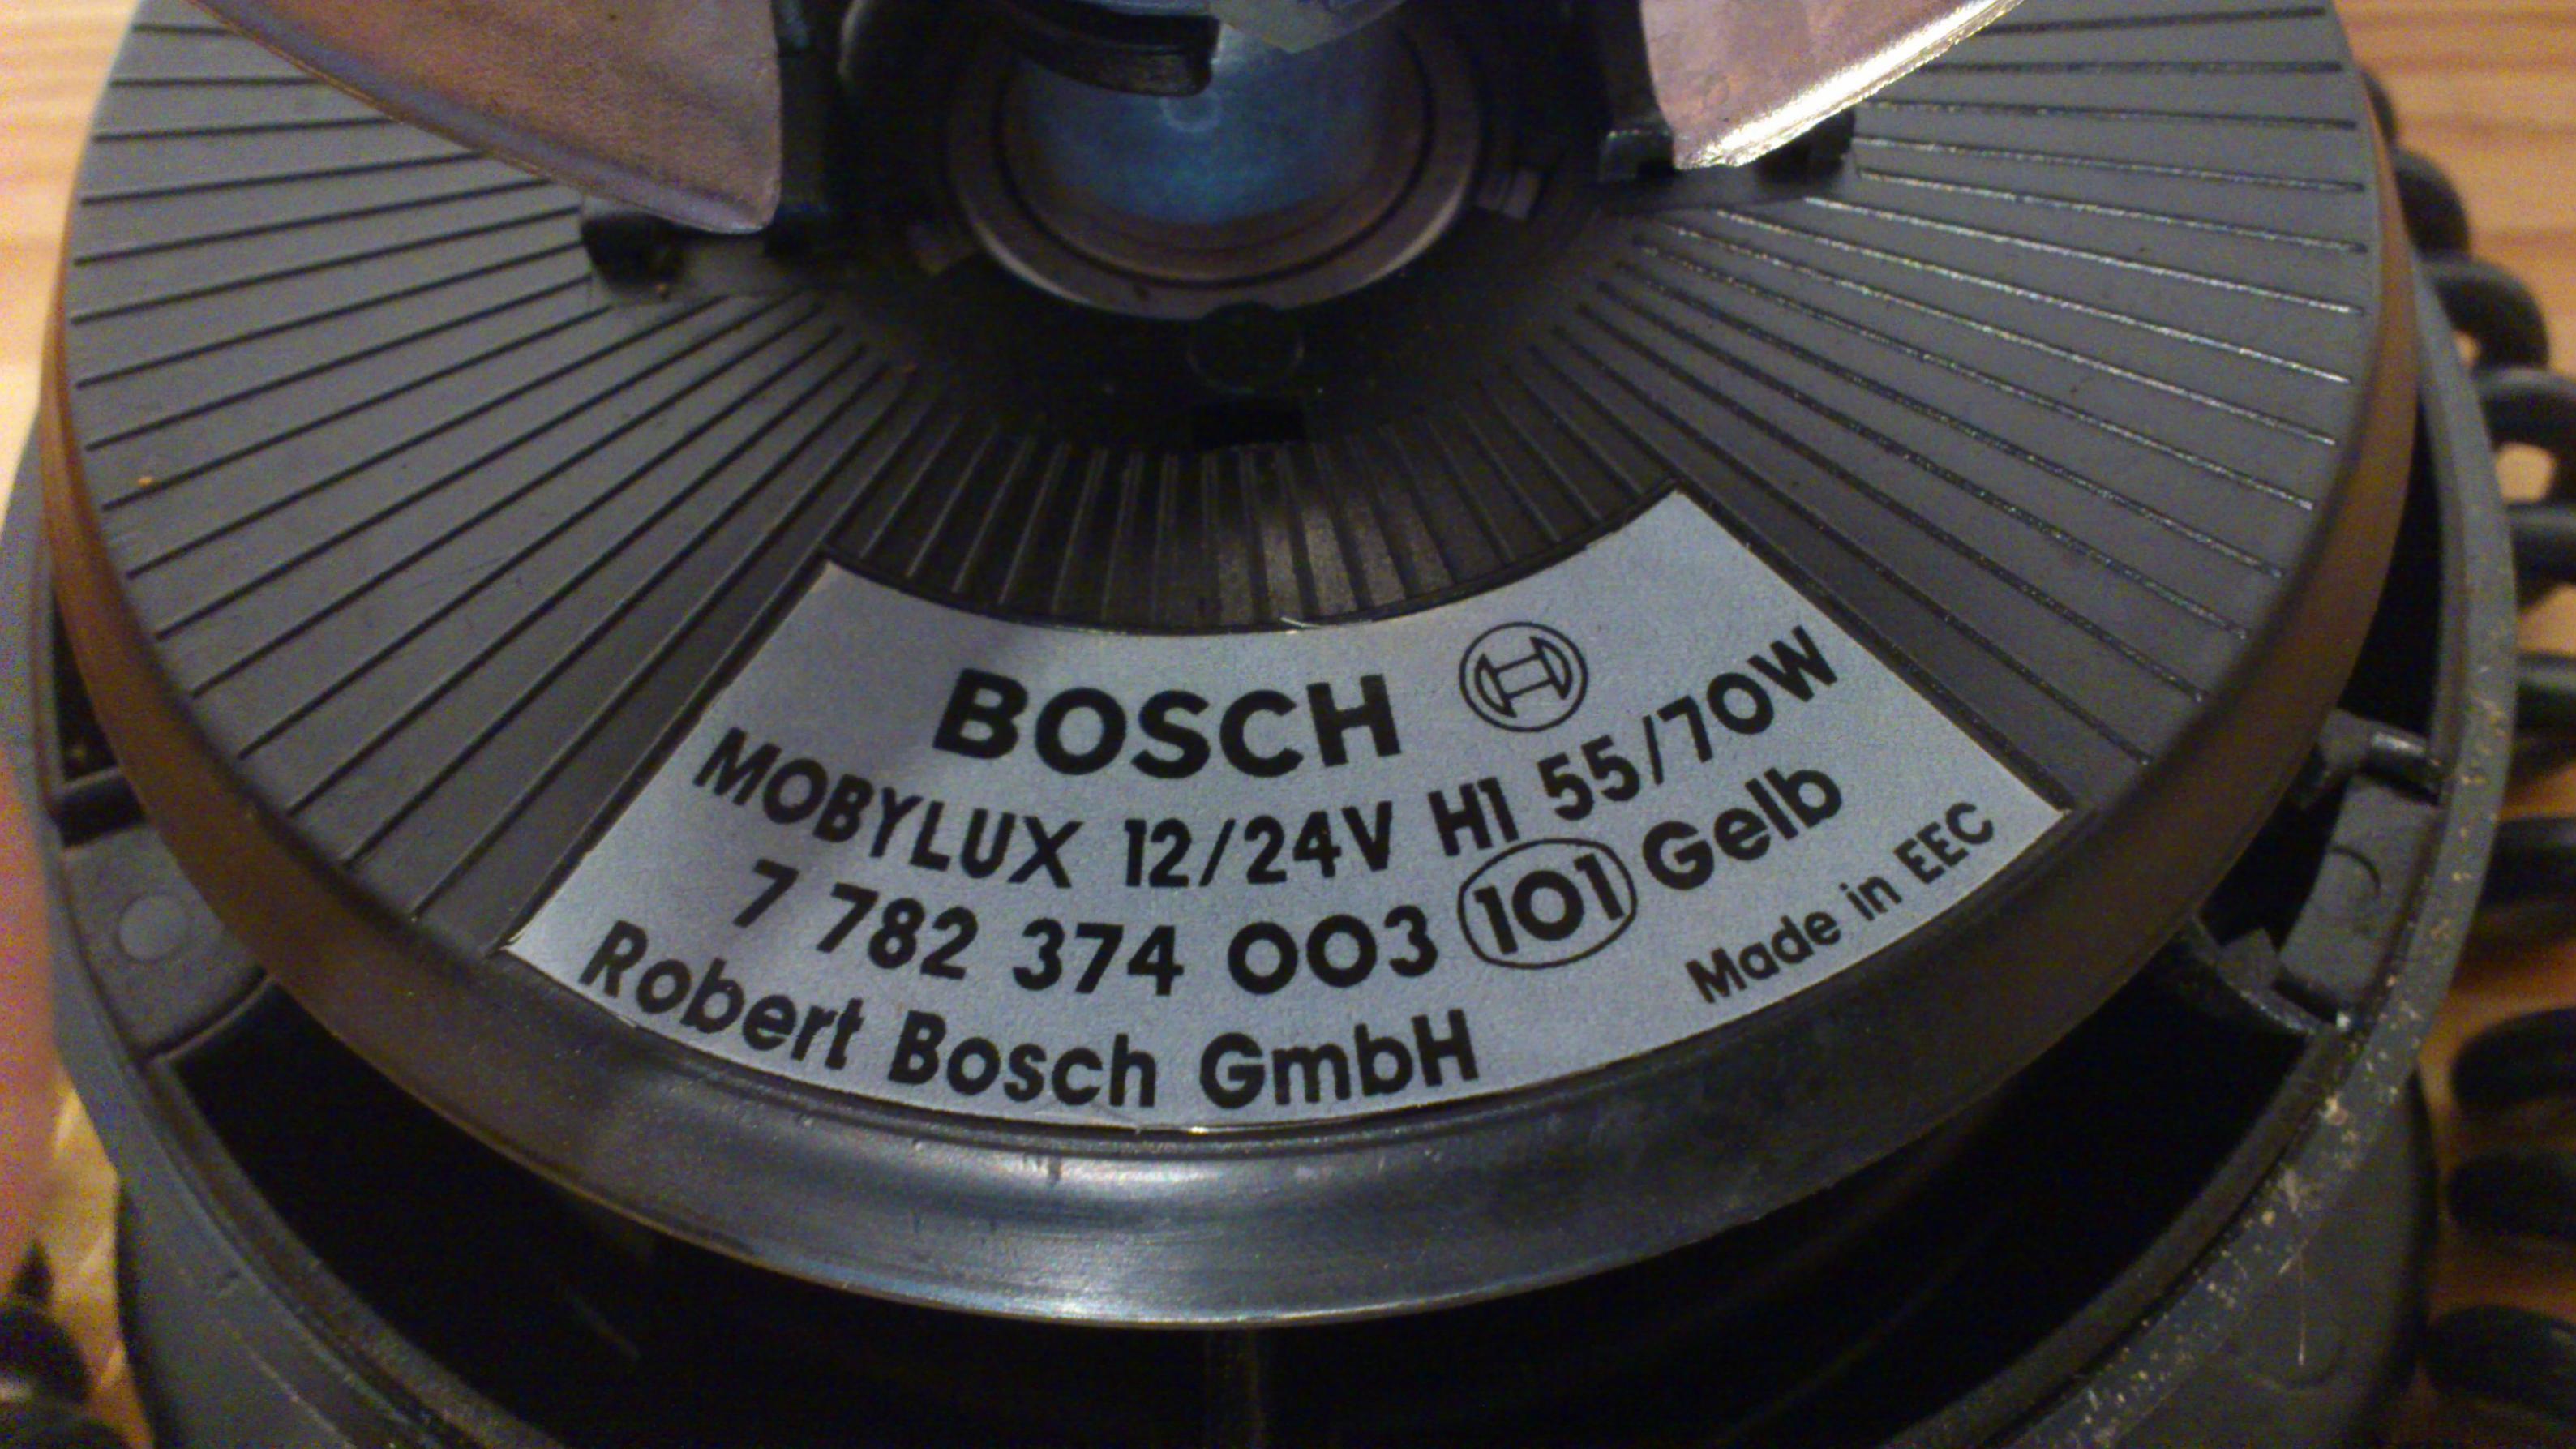 BOSCH
MOBYLUX 12/24V H1 55/70W
7 782 374 003 101 Gelb
Robert Bosch GmbH Made in EEC